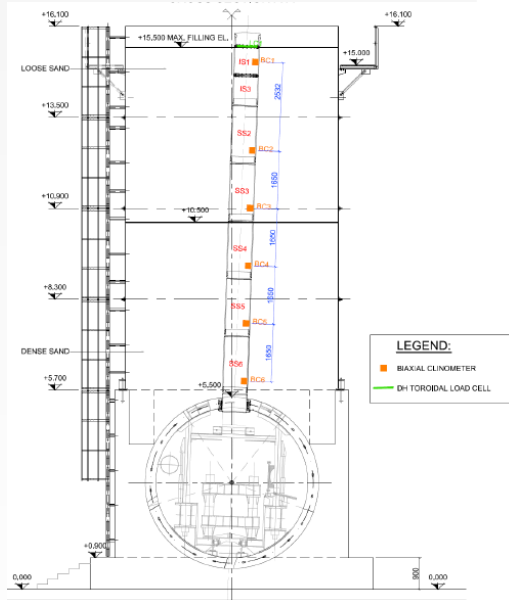 +16.100
+16.100
+15,500 MAX. FILLING EL,
LC1
IS1
BC1
+15.000
LOOSE SAND
IS3
2532
+13.500
SS2
BC2
1650
SS3
+10,900
BC3
+10.500
1650
SS4
BC4
+8.300
1650
SS5
BC5
DENSE SAND
1650
SS6
+5.700
BC6
+5,500
LEGEND:
BIAXIAL CLINOMETER
DH TOROIDAL LOAD CELL
+0,900
900
0,000
0,000